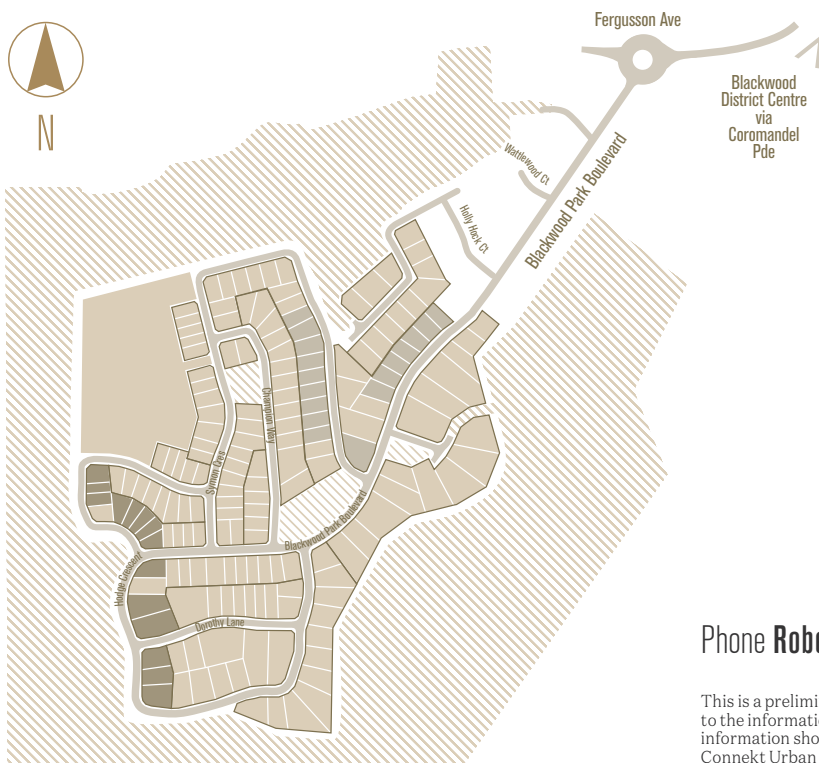 Fergusson Ave
Blackwood
District Centre
via
Coromandel
Pde
N
Wattlewood Ct
Blackwood Park Boulevard
Holly Hock Ct
Champion Way
Symon Cres
Blackwood Park Boulevard
Hodge Crescent
Dorothy Lane
Phone Robe
This is a prelimi
to the informatio
information sho
Connekt Urban